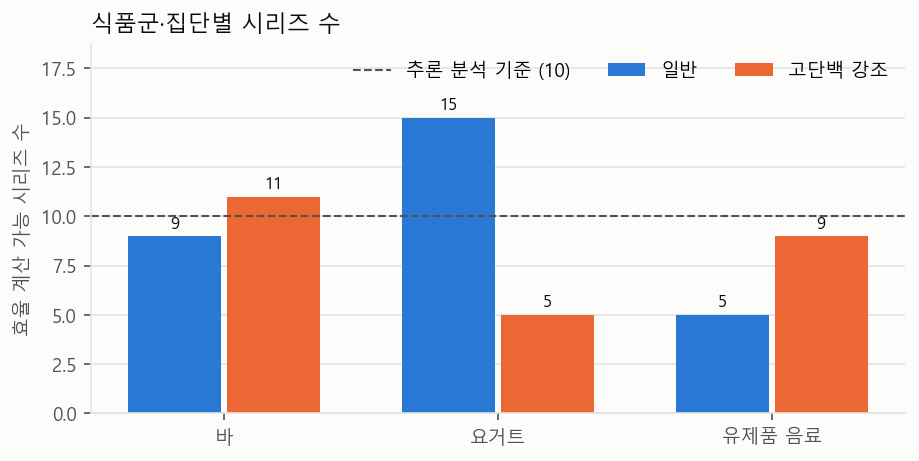 식품군·집단별 시리즈 수
추론 분석 기준 (10) 일반 고단백 강조
효율 계산 가능 시리즈 수
17.5
15.0
12.5
10.0
7.5
5.0
2.5
0.0
9 11 15 5 5 9
바 요거트 유제품 음료